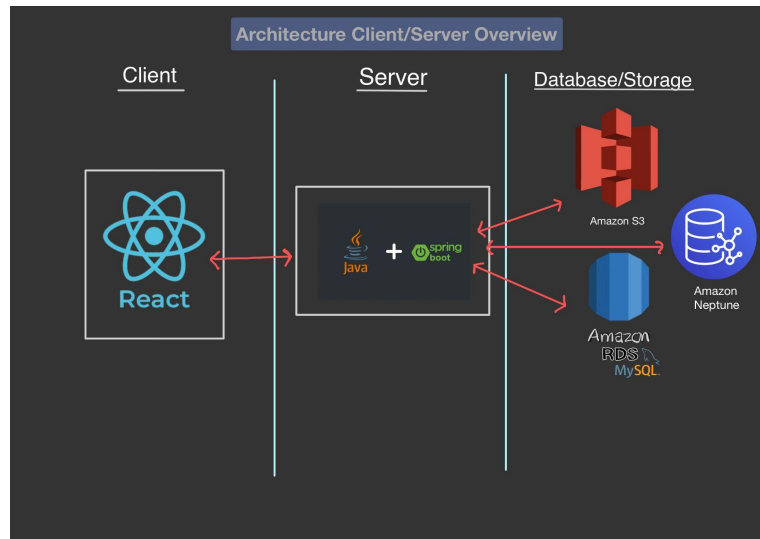 Architecture Client/Server Overview
Client
Server
Database/Storage
React
Java
+
spring
boot
Amazon S3
Amazon
Neptune
Amazon
RDS
MySQL